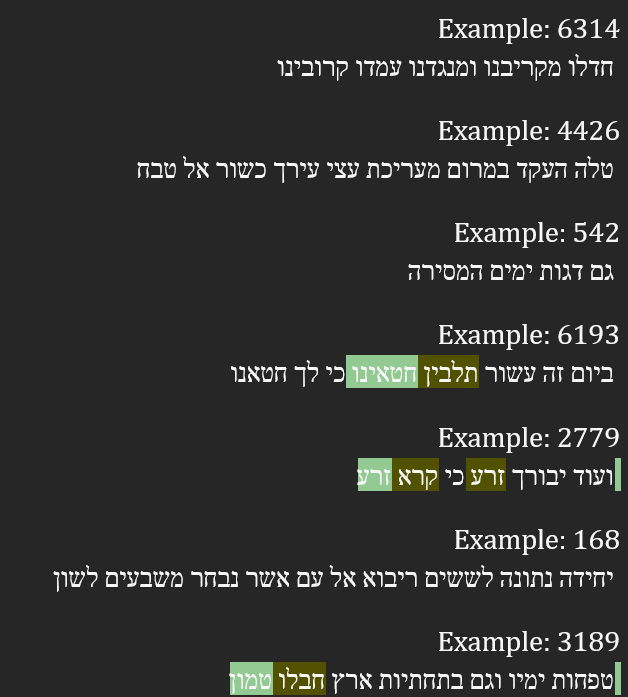 Example: 6314
חדלו מקריבנו ומנגדנו עמדו קרובינו
Example: 4426
טלה העקד במרום מעריכת עצי עירך כשור אל טבח
Example: 542
גם דגות ימים המסירה
Example: 6193
ביום זה עשור תלבין חטאינו כי לך חטאנו
Example: 2779
ועוד יבורך זרע כי קרא זרע
Example: 168
יחידה נתונה לששים ריבוא אל עם אשר נבחר משבעים לשון
Example: 3189
טפחות ימיו וגם בתחתיות ארץ חבלו טמון